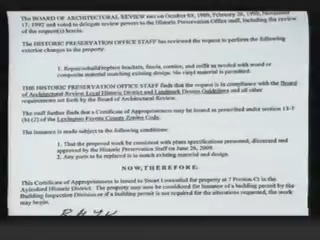 The BOARD OF ARCHITECTURAL REVIEW met on October 03, 1989, February 26, 1990, November
17, 1992 and voted to delegate review powers to the Historic Preservation Office staff, including the review
of the request(s) herein.
THE HISTORIC PRESERVATION OFFICE STAFF has reviewed the request to perform the following
exterior changes to the property:
1. Repair/rebuild/replace brackets, fascia, cornice, and soffit as needed with wood or
composite material matching existing design. No vinyl material is permitted.
THE HISTORIC PRESERVATION OFFICE STAFF finds that the request is in compliance with the Board
of Architectural Review Local Historic District and Landmark Design Guidelines and all other
requirements set forth by the Board of Architectural Review.
The staff further finds that a Certificate of Appropriateness may be issued as prescribed under section 13-7
of the Lexington-Fayette County Zoning Code.
The issuance is made subject to the following conditions:
1. That the proposed work be consistent with plans specifications presented, discussed and
approved by the Historic Preservation Staff on June 26, 2009.
2. Any parts to be replaced is to match existing material and design.
NOW, THEREFORE,
This Certificate of Appropriateness is issued to Stuart for property at 7 Ct in the
Aylesford Historic District. The property may now be considered for issuance of a building permit by the
Building Inspection Division or if a building permit is not required for the alterations requested, the work
may begin.